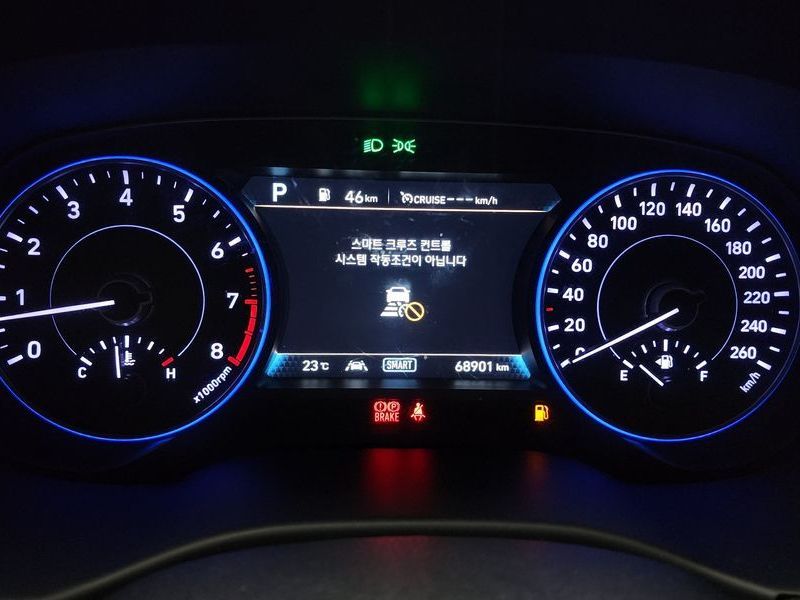 P 46km CRUISE---km/h
스마트 크루즈 컨트롤
시스템 작동조건이 아닙니다
23℃ SMART 68901 km
0 1 2 3 4 5 6 7 8
x1000rpm
C H
0 20 40 60 80 100 120 140 160 180 200 220 240 260
km/h
E F
(!) (P)
BRAKE